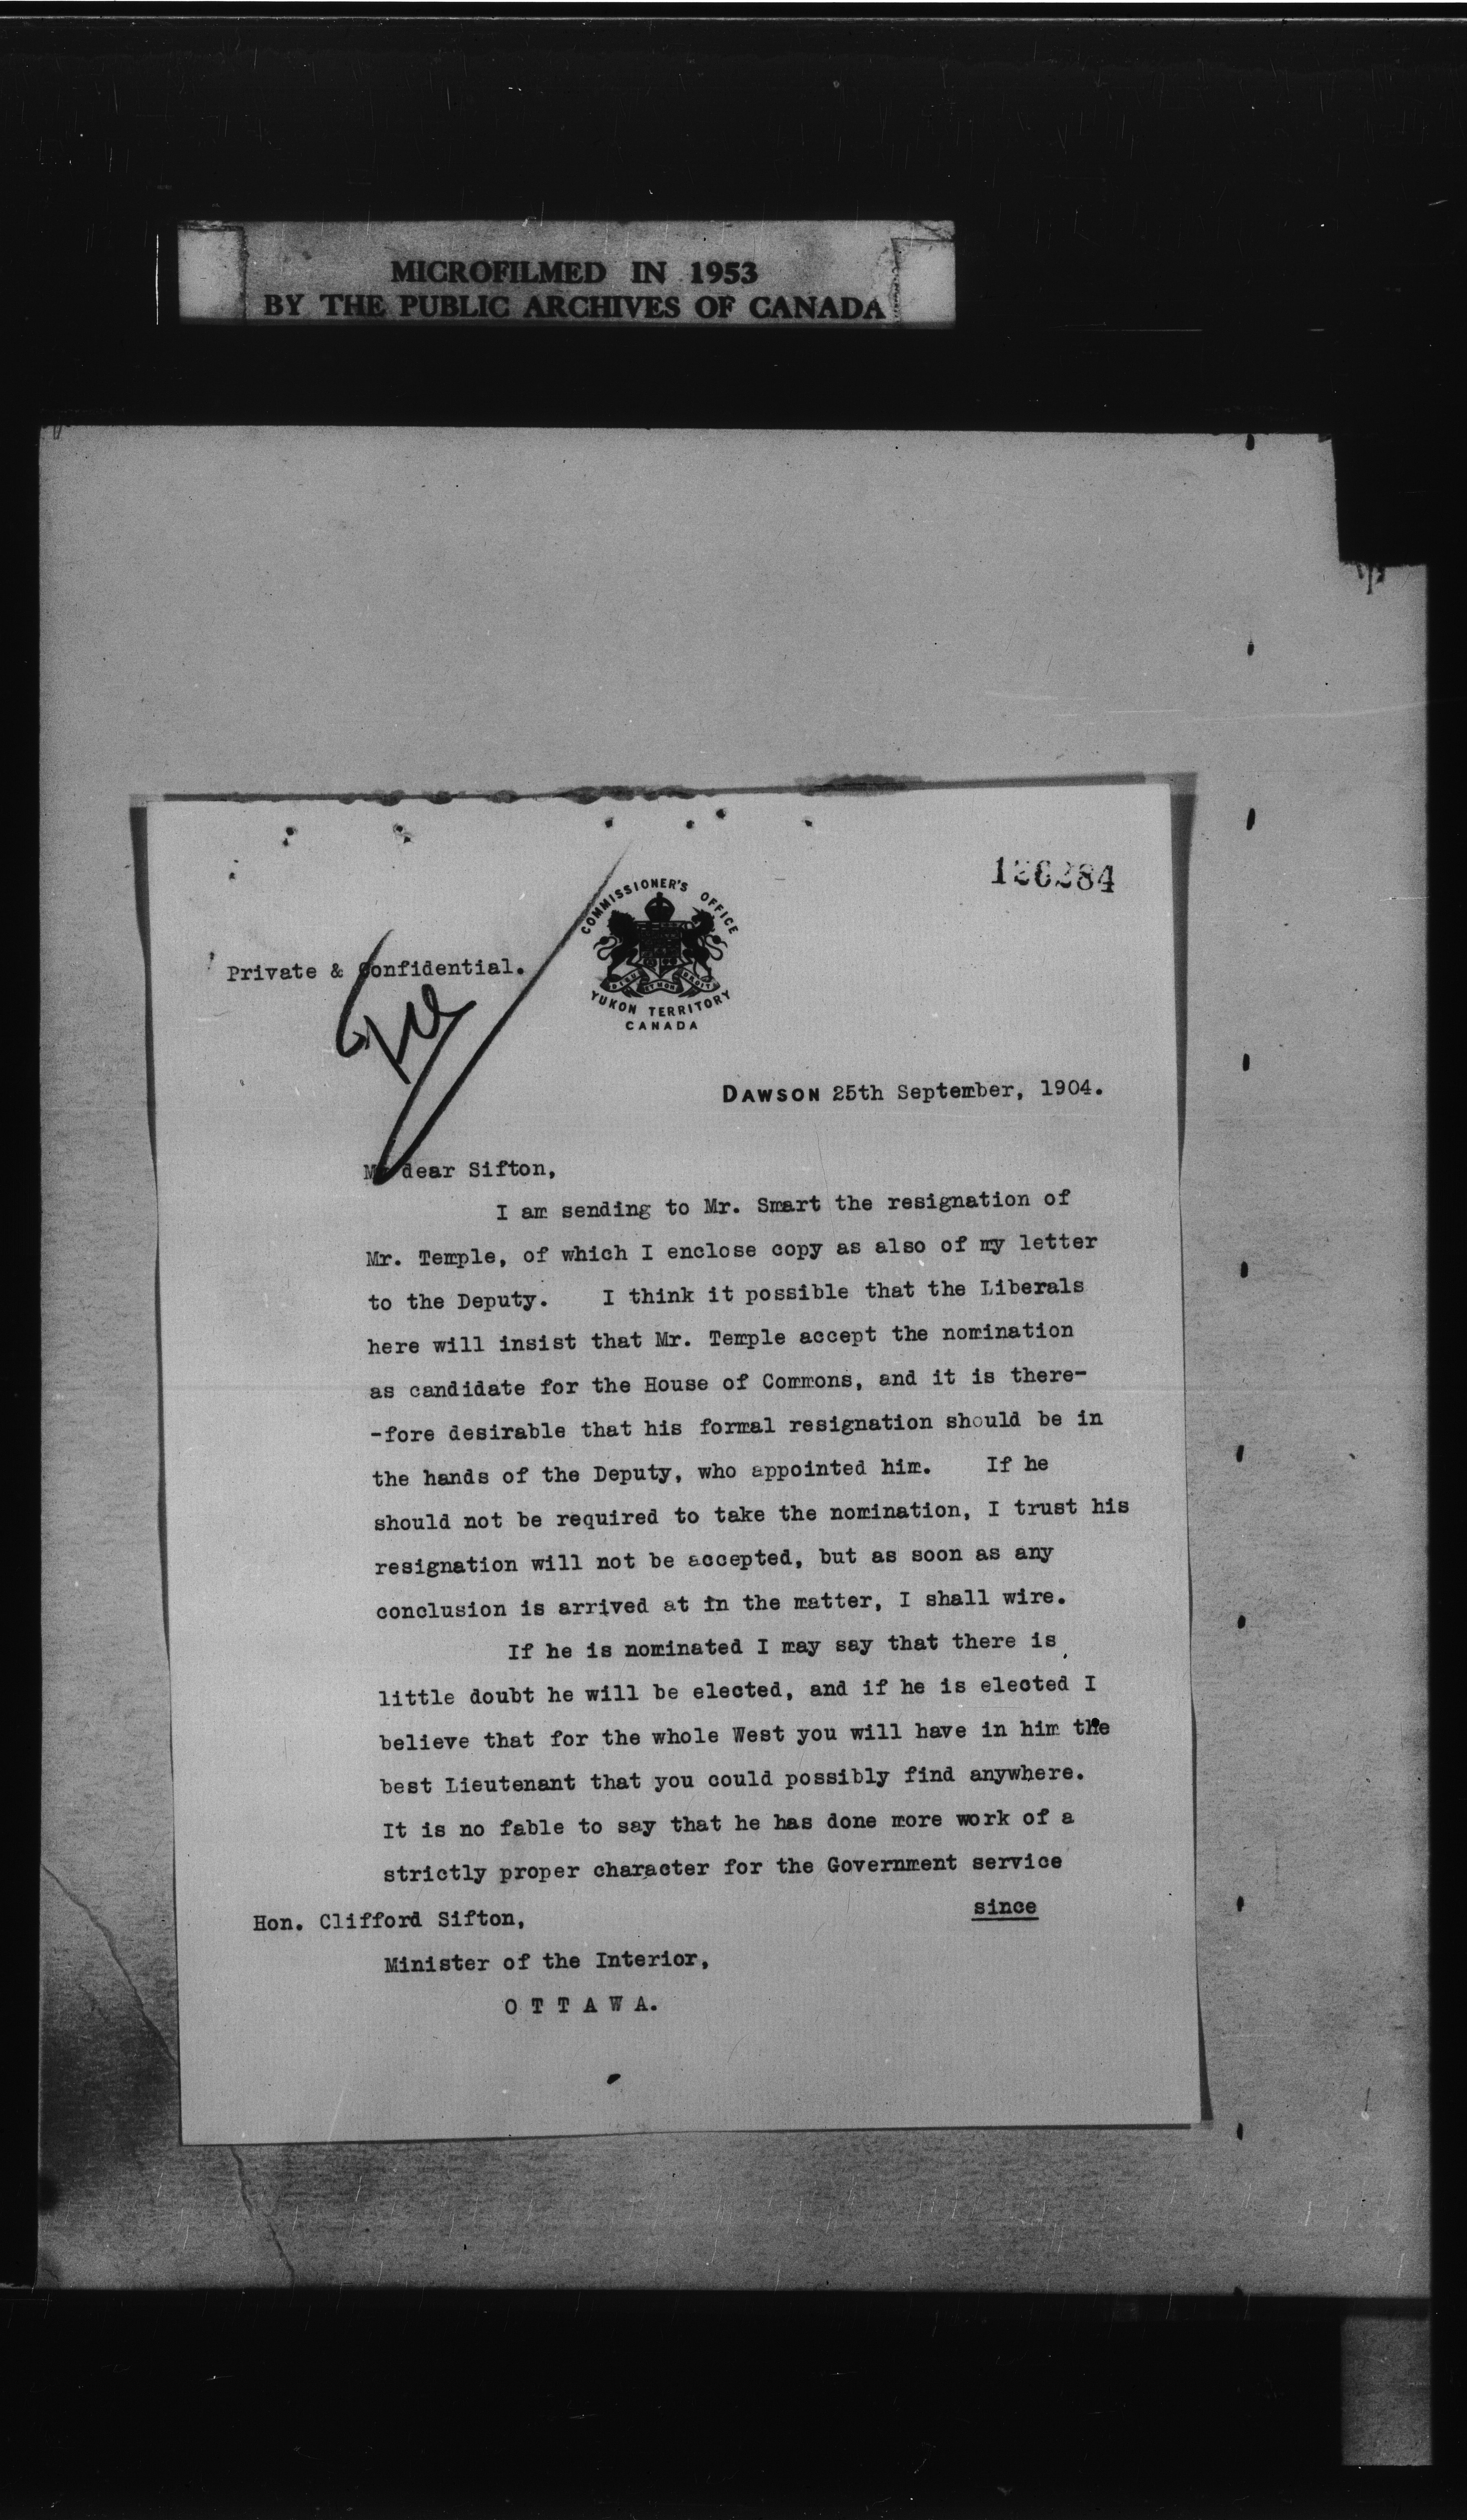 MICROFILMED IN 1953
BY THE PUBLIC ARCHIVES OF CANADA
126284
COMMISSIONER'S OFFICE
YUKON TERRITORY
CANADA
Private & Confidential.
DAWSON 25th September, 1904.
My dear Sifton,
I am sending to Mr. Smart the resignation of
Mr. Temple, of which I enclose copy as also of my letter
to the Deputy. I think it possible that the Liberals
here will insist that Mr. Temple accept the nomination
as candidate for the House of Commons, and it is there-
-fore desirable that his formal resignation should be in
the hands of the Deputy, who appointed him. If he
should not be required to take the nomination, I trust his
resignation will not be accepted, but as soon as any
conclusion is arrived at in the matter, I shall wire.
If he is nominated I may say that there is
little doubt he will be elected, and if he is elected I
believe that for the whole West you will have in him the
best Lieutenant that you could possibly find anywhere.
It is no fable to say that he has done more work of a
strictly proper character for the Government service
since
Hon. Clifford Sifton,
Minister of the Interior,
O T T A W A.